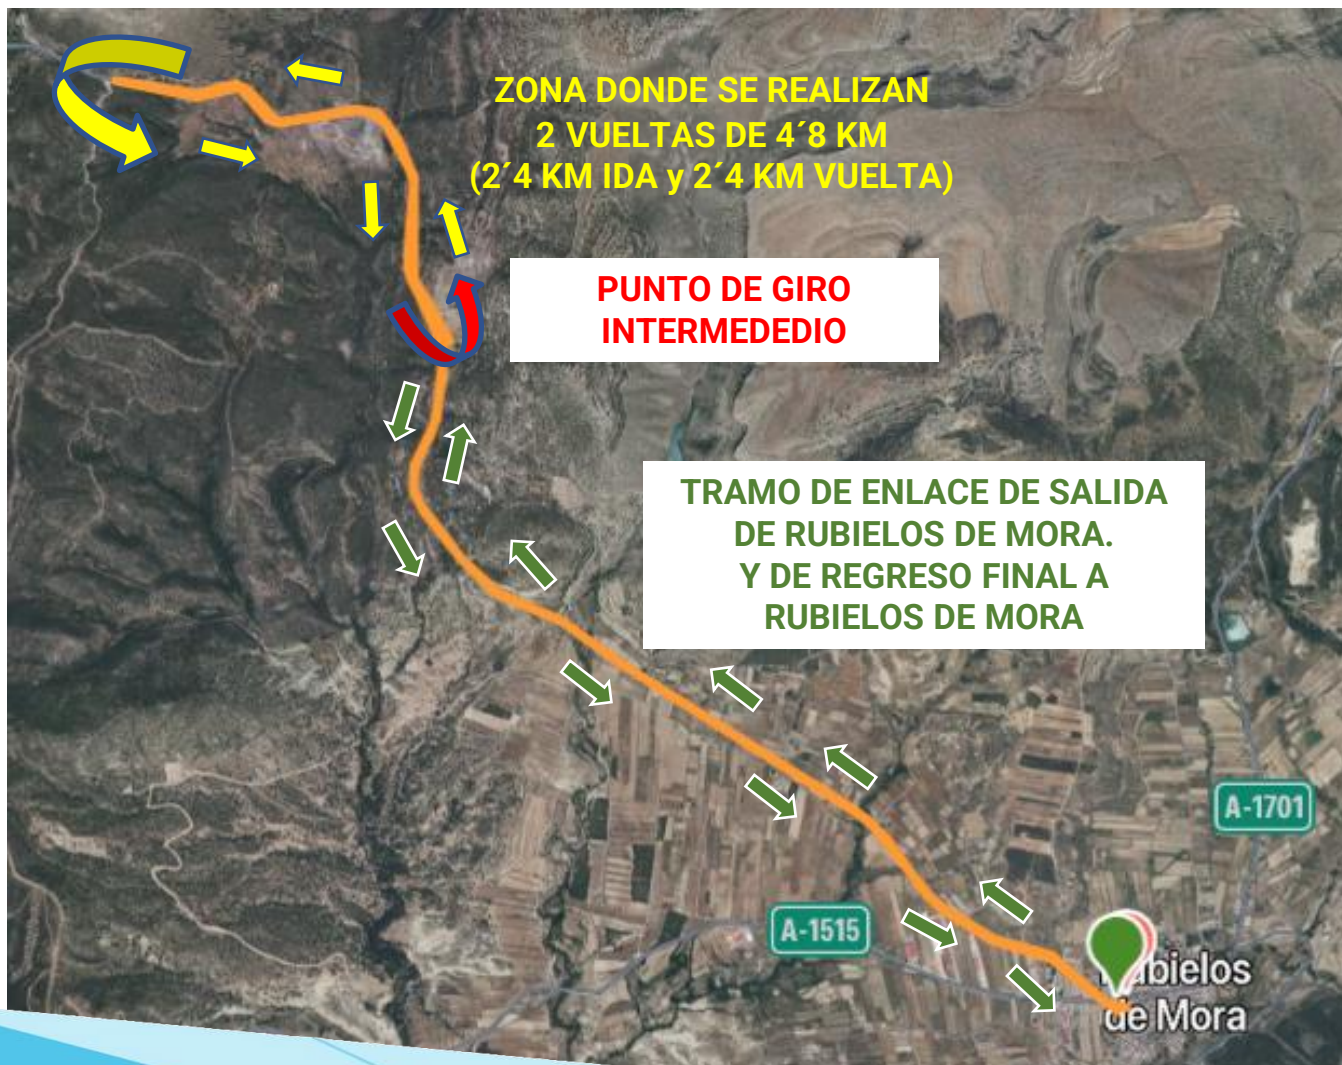 ZONA DONDE SE REALIZAN
2 VUELTAS DE 4´8 KM
(2´4 KM IDA y 2´4 KM VUELTA)
PUNTO DE GIRO
INTERMEDEDIO
TRAMO DE ENLACE DE SALIDA
DE RUBIELOS DE MORA.
Y DE REGRESO FINAL A
RUBIELOS DE MORA
A-1701
A-1515
Rubielos
de Mora